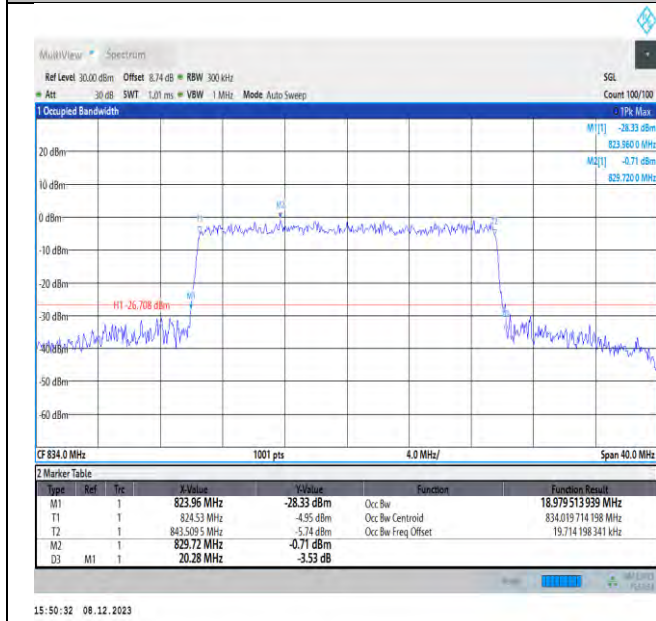 MultiView Spectrum
Ref Level 30.00 dBm Offset 8.74 dB RBW 300 kHz SGL
Att 30 dB SWT 1.01 ms VBW 1 MHz Mode Auto Sweep Count 100/100
1 Occupied Bandwidth 1Pk Max
M1[1] -28.33 dBm
823.9600 MHz
M2[1] -0.71 dBm
829.7200 MHz
20 dBm
10 dBm
M2
0 dBm
T1 T2
-10 dBm
-20 dBm
M1
H1 -26.708 dBm
-30 dBm
-40 dBm
-50 dBm
-60 dBm
CF 834.0 MHz 1001 pts 4.0 MHz/ Span 40.0 MHz
2 Marker Table
Type Ref Trc X-Value Y-Value Function Function Result
M1 1 823.96 MHz -28.33 dBm Occ Bw 18.979 513 939 MHz
T1 1 824.53 MHz -4.95 dBm Occ Bw Centroid 834.019 714 198 MHz
T2 1 843.509 5 MHz -5.74 dBm Occ Bw Freq Offset 19.714 198 341 kHz
M2 1 829.72 MHz -0.71 dBm
D3 M1 1 20.28 MHz -3.53 dB
15:50:32 08.12.2023